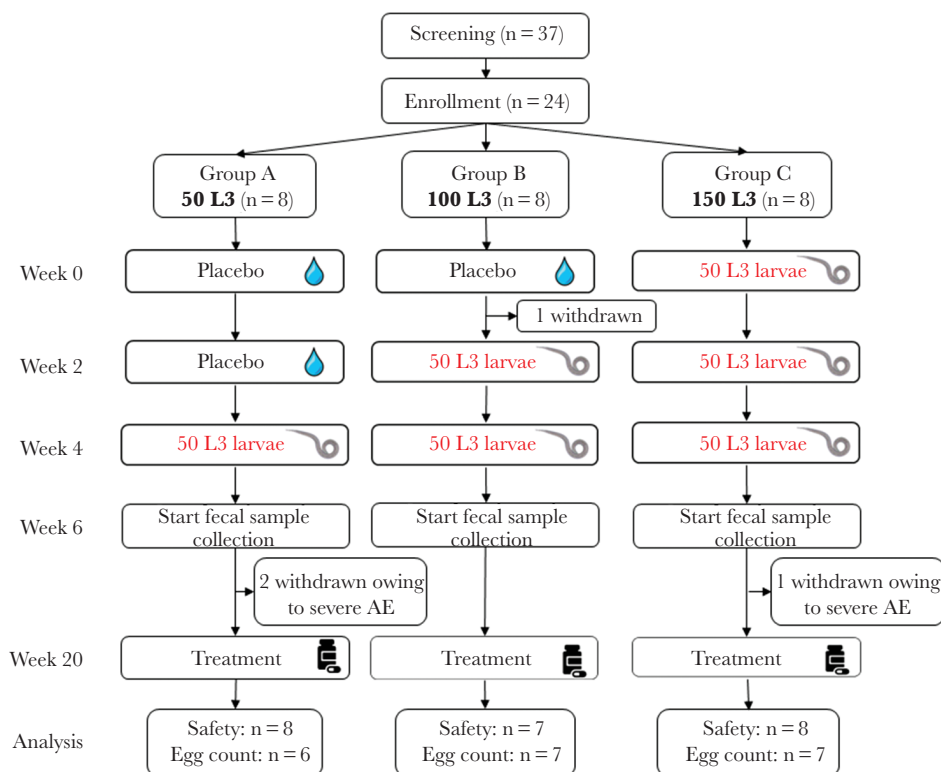 Screening (n = 37)
Enrollment (n = 24)
Group A
50 L3 (n = 8)
Group B
100 L3 (n = 8)
Group C
150 L3 (n = 8)
Week 0
Placebo
Placebo
50 L3 larvae
1 withdrawn
Week 2
Placebo
50 L3 larvae
50 L3 larvae
Week 4
50 L3 larvae
50 L3 larvae
50 L3 larvae
Week 6
Start fecal sample
collection
Start fecal sample
collection
Start fecal sample
collection
2 withdrawn owing
to severe AE
1 withdrawn owing
to severe AE
Week 20
Treatment
Treatment
Treatment
Analysis
Safety: n = 8
Egg count: n = 6
Safety: n = 7
Egg count: n = 7
Safety: n = 8
Egg count: n = 7